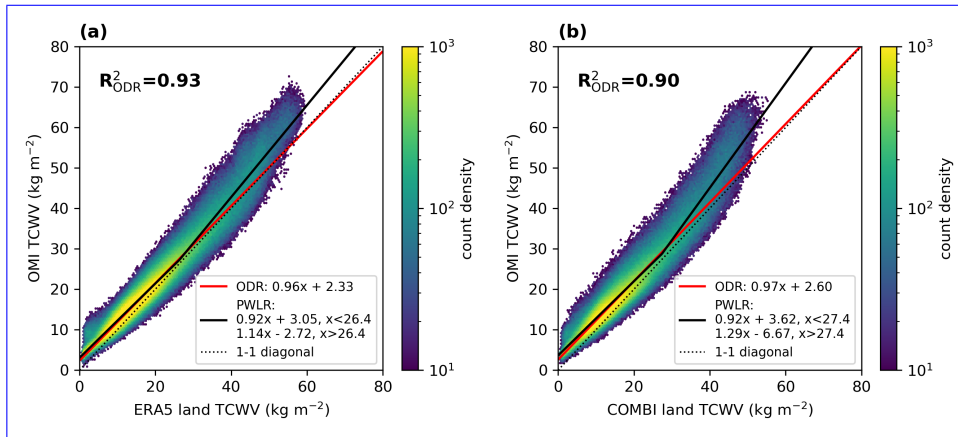 (a)
R²ODR=0.93
OMI TCWV (kg m⁻²)
80
70
60
50
40
30
20
10
0
0 20 40 60 80
ERA5 land TCWV (kg m⁻²)
ODR: 0.96x + 2.33
PWLR:
0.92x + 3.05, x<26.4
1.14x - 2.72, x>26.4
1-1 diagonal
10³
10²
10¹
count density
(b)
R²ODR=0.90
OMI TCWV (kg m⁻²)
80
70
60
50
40
30
20
10
0
0 20 40 60 80
COMBI land TCWV (kg m⁻²)
ODR: 0.97x + 2.60
PWLR:
0.92x + 3.62, x<27.4
1.29x - 6.67, x>27.4
1-1 diagonal
10³
10²
10¹
count density